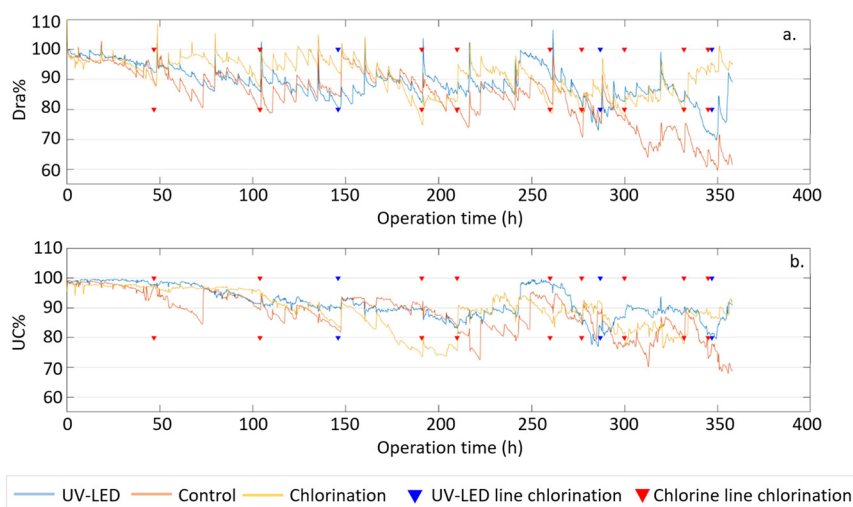 110
a.
100
90
Dra%
80
70
60
0 50 100 150 200 250 300 350 400
Operation time (h)
110
b.
100
90
UC%
80
70
60
0 50 100 150 200 250 300 350 400
Operation time (h)
UV-LED Control Chlorination UV-LED line chlorination Chlorine line chlorination